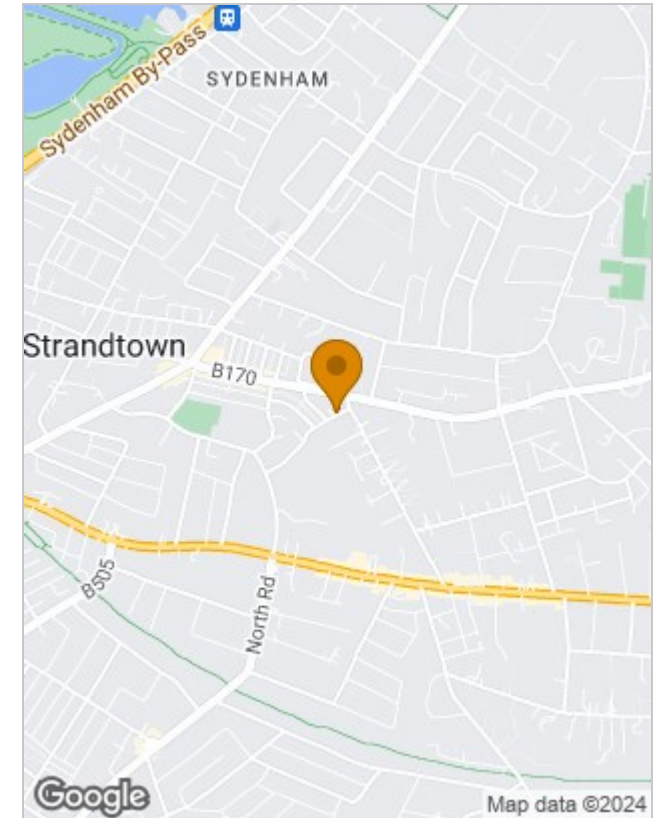 Sydenham By-Pass
SYDENHAM
Strandtown
B170
B505
North Rd
Google
Map data ©2024